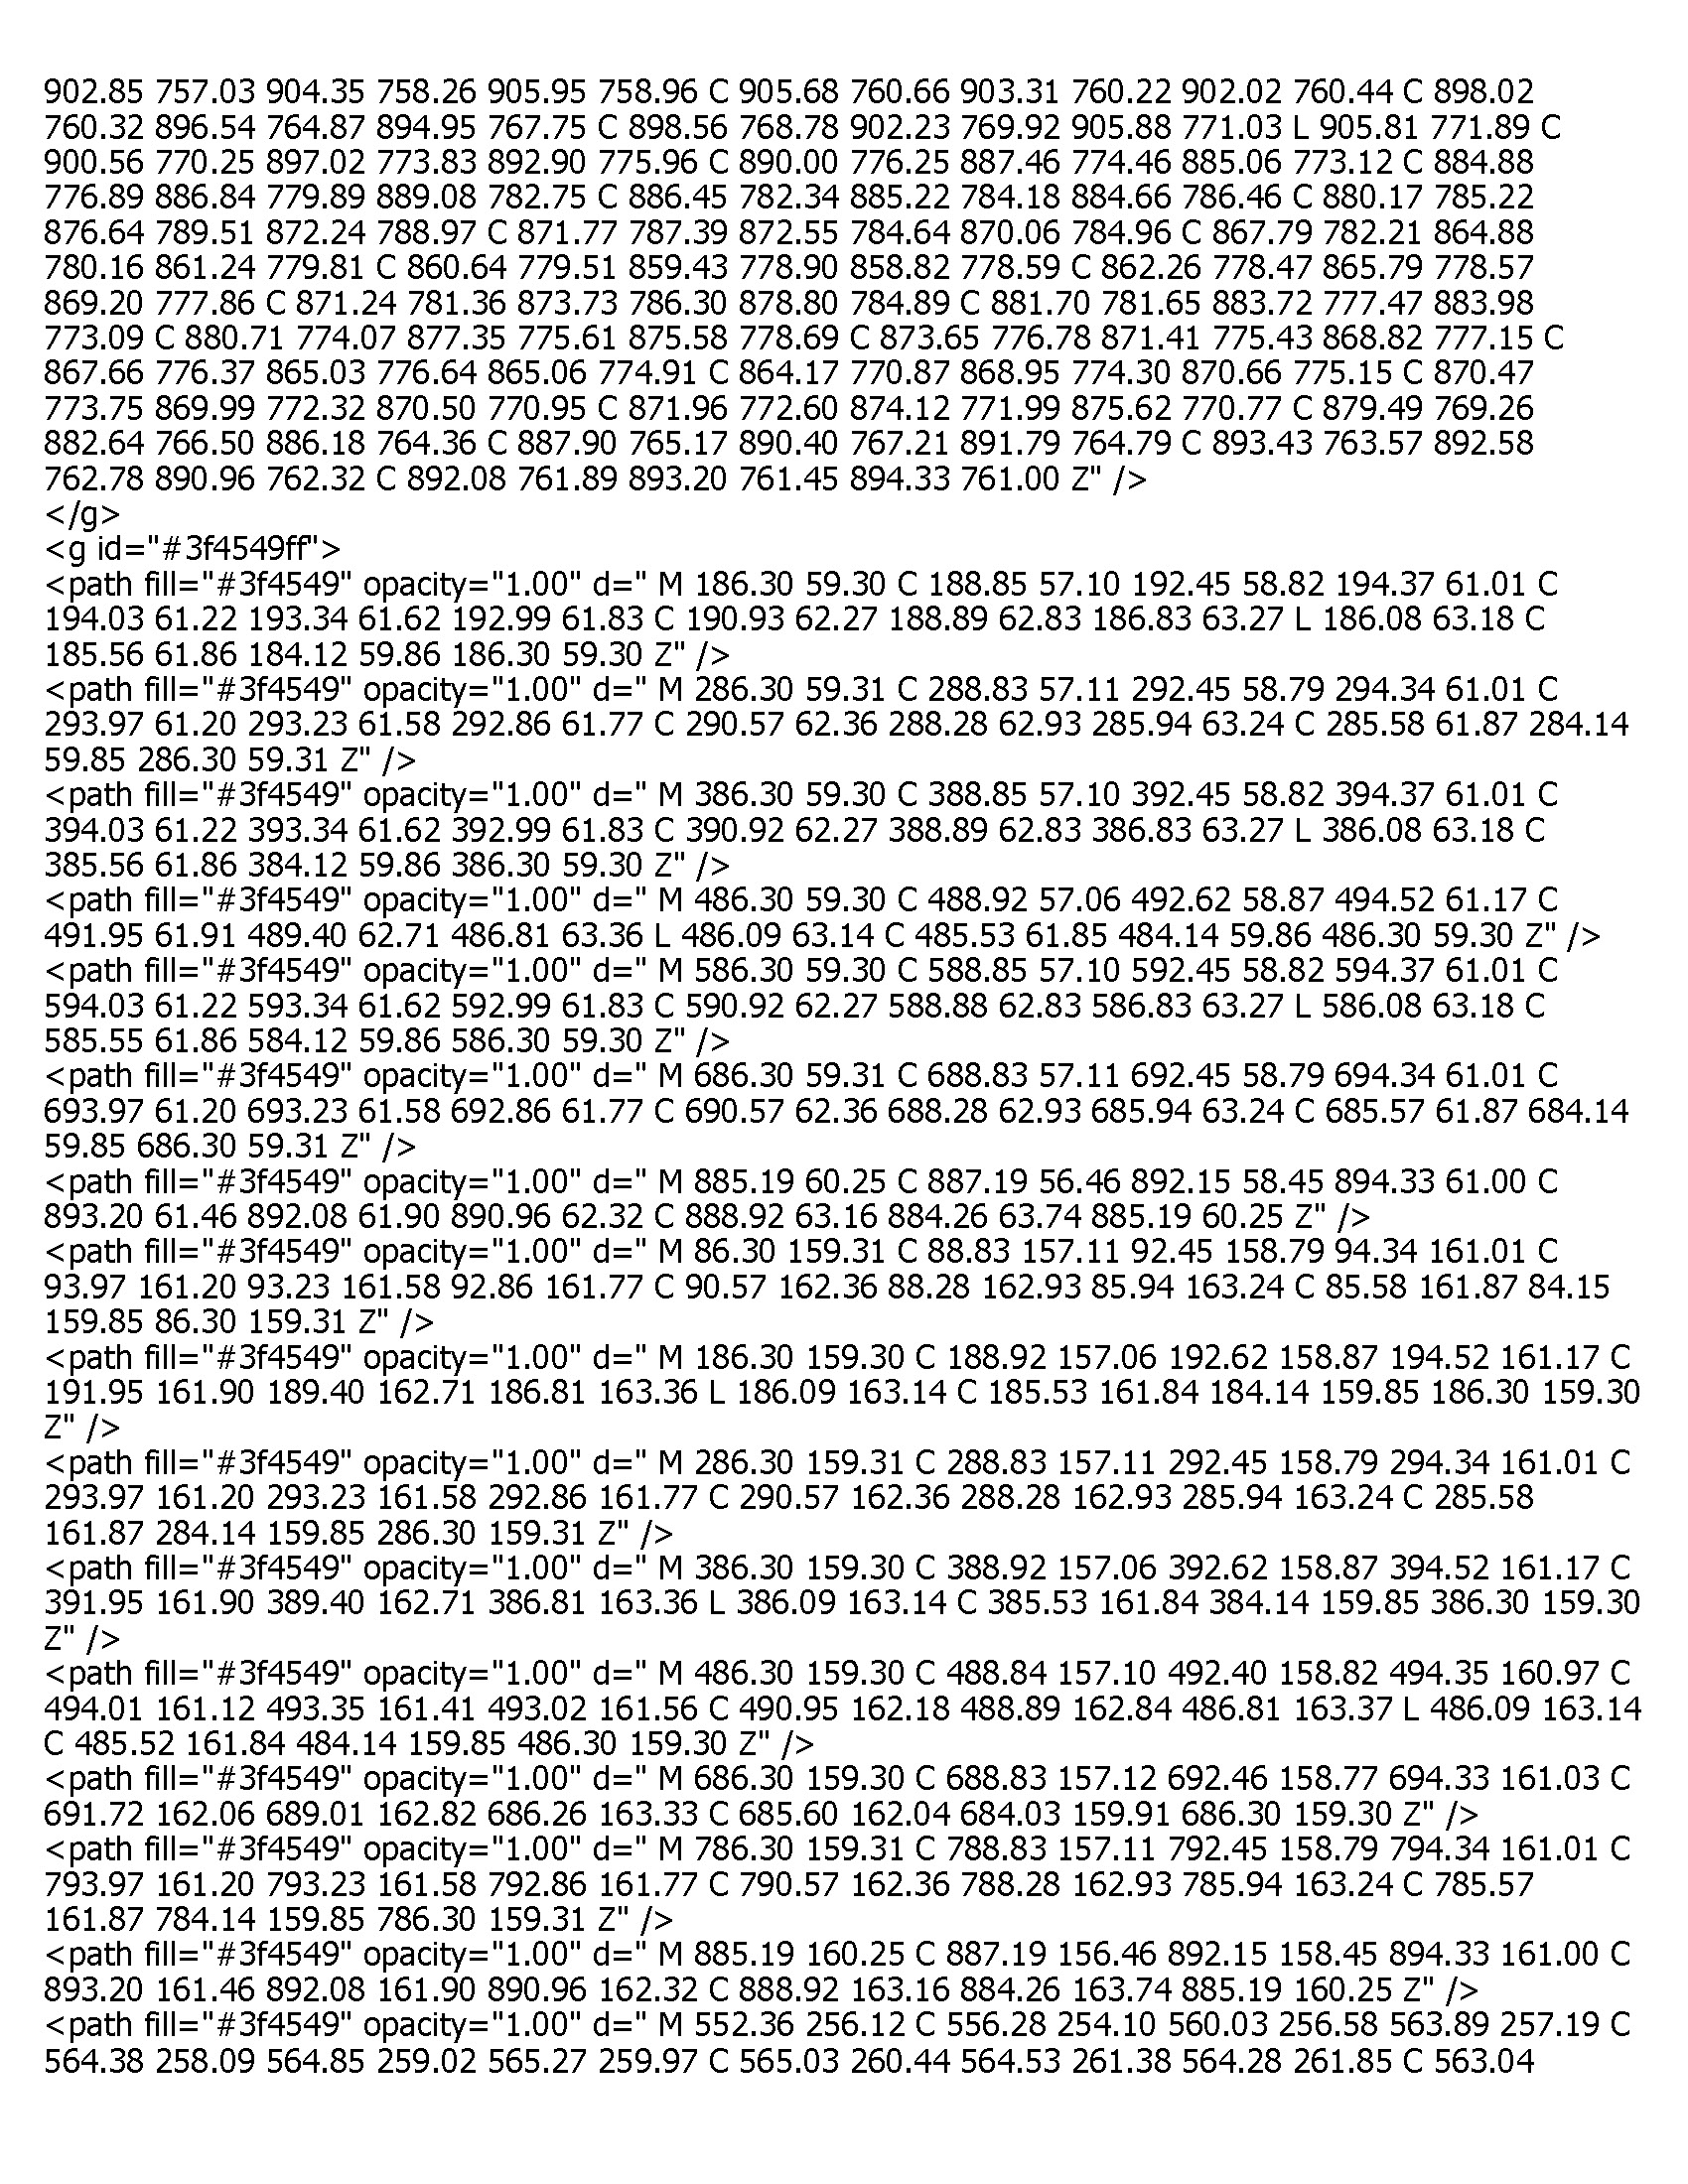 902.85 757.03 904.35 758.26 905.95 758.96 C 905.68 760.66 903.31 760.22 902.02 760.44 C 898.02
760.32 896.54 764.87 894.95 767.75 C 898.56 768.78 902.23 769.92 905.88 771.03 L 905.81 771.89 C
900.56 770.25 897.02 773.83 892.90 775.96 C 890.00 776.25 887.46 774.46 885.06 773.12 C 884.88
776.89 886.84 779.89 889.08 782.75 C 886.45 782.34 885.22 784.18 884.66 786.46 C 880.17 785.22
876.64 789.51 872.24 788.97 C 871.77 787.39 872.55 784.64 870.06 784.96 C 867.79 782.21 864.88
780.16 861.24 779.81 C 860.64 779.51 859.43 778.90 858.82 778.59 C 862.26 778.47 865.79 778.57
869.20 777.86 C 871.24 781.36 873.73 786.30 878.80 784.89 C 881.70 781.65 883.72 777.47 883.98
773.09 C 880.71 774.07 877.35 775.61 875.58 778.69 C 873.65 776.78 871.41 775.43 868.82 777.15 C
867.66 776.37 865.03 776.64 865.06 774.91 C 864.17 770.87 868.95 774.30 870.66 775.15 C 870.47
773.75 869.99 772.32 870.50 770.95 C 871.96 772.60 874.12 771.99 875.62 770.77 C 879.49 769.26
882.64 766.50 886.18 764.36 C 887.90 765.17 890.40 767.21 891.79 764.79 C 893.43 763.57 892.58
762.78 890.96 762.32 C 892.08 761.89 893.20 761.45 894.33 761.00 Z" />
</g>
<g id="#3f4549ff">
<path fill="#3f4549" opacity="1.00" d=" M 186.30 59.30 C 188.85 57.10 192.45 58.82 194.37 61.01 C
194.03 61.22 193.34 61.62 192.99 61.83 C 190.93 62.27 188.89 62.83 186.83 63.27 L 186.08 63.18 C
185.56 61.86 184.12 59.86 186.30 59.30 Z" />
<path fill="#3f4549" opacity="1.00" d=" M 286.30 59.31 C 288.83 57.11 292.45 58.79 294.34 61.01 C
293.97 61.20 293.23 61.58 292.86 61.77 C 290.57 62.36 288.28 62.93 285.94 63.24 C 285.58 61.87 284.14
59.85 286.30 59.31 Z" />
<path fill="#3f4549" opacity="1.00" d=" M 386.30 59.30 C 388.85 57.10 392.45 58.82 394.37 61.01 C
394.03 61.22 393.34 61.62 392.99 61.83 C 390.92 62.27 388.89 62.83 386.83 63.27 L 386.08 63.18 C
385.56 61.86 384.12 59.86 386.30 59.30 Z" />
<path fill="#3f4549" opacity="1.00" d=" M 486.30 59.30 C 488.92 57.06 492.62 58.87 494.52 61.17 C
491.95 61.91 489.40 62.71 486.81 63.36 L 486.09 63.14 C 485.53 61.85 484.14 59.86 486.30 59.30 Z" />
<path fill="#3f4549" opacity="1.00" d=" M 586.30 59.30 C 588.85 57.10 592.45 58.82 594.37 61.01 C
594.03 61.22 593.34 61.62 592.99 61.83 C 590.92 62.27 588.88 62.83 586.83 63.27 L 586.08 63.18 C
585.55 61.86 584.12 59.86 586.30 59.30 Z" />
<path fill="#3f4549" opacity="1.00" d=" M 686.30 59.31 C 688.83 57.11 692.45 58.79 694.34 61.01 C
693.97 61.20 693.23 61.58 692.86 61.77 C 690.57 62.36 688.28 62.93 685.94 63.24 C 685.57 61.87 684.14
59.85 686.30 59.31 Z" />
<path fill="#3f4549" opacity="1.00" d=" M 885.19 60.25 C 887.19 56.46 892.15 58.45 894.33 61.00 C
893.20 61.46 892.08 61.90 890.96 62.32 C 888.92 63.16 884.26 63.74 885.19 60.25 Z" />
<path fill="#3f4549" opacity="1.00" d=" M 86.30 159.31 C 88.83 157.11 92.45 158.79 94.34 161.01 C
93.97 161.20 93.23 161.58 92.86 161.77 C 90.57 162.36 88.28 162.93 85.94 163.24 C 85.58 161.87 84.15
159.85 86.30 159.31 Z" />
<path fill="#3f4549" opacity="1.00" d=" M 186.30 159.30 C 188.92 157.06 192.62 158.87 194.52 161.17 C
191.95 161.90 189.40 162.71 186.81 163.36 L 186.09 163.14 C 185.53 161.84 184.14 159.85 186.30 159.30
Z" />
<path fill="#3f4549" opacity="1.00" d=" M 286.30 159.31 C 288.83 157.11 292.45 158.79 294.34 161.01 C
293.97 161.20 293.23 161.58 292.86 161.77 C 290.57 162.36 288.28 162.93 285.94 163.24 C 285.58
161.87 284.14 159.85 286.30 159.31 Z" />
<path fill="#3f4549" opacity="1.00" d=" M 386.30 159.30 C 388.92 157.06 392.62 158.87 394.52 161.17 C
391.95 161.90 389.40 162.71 386.81 163.36 L 386.09 163.14 C 385.53 161.84 384.14 159.85 386.30 159.30
Z" />
<path fill="#3f4549" opacity="1.00" d=" M 486.30 159.30 C 488.84 157.10 492.40 158.82 494.35 160.97 C
494.01 161.12 493.35 161.41 493.02 161.56 C 490.95 162.18 488.89 162.84 486.81 163.37 L 486.09 163.14
C 485.52 161.84 484.14 159.85 486.30 159.30 Z" />
<path fill="#3f4549" opacity="1.00" d=" M 686.30 159.30 C 688.83 157.12 692.46 158.77 694.33 161.03 C
691.72 162.06 689.01 162.82 686.26 163.33 C 685.60 162.04 684.03 159.91 686.30 159.30 Z" />
<path fill="#3f4549" opacity="1.00" d=" M 786.30 159.31 C 788.83 157.11 792.45 158.79 794.34 161.01 C
793.97 161.20 793.23 161.58 792.86 161.77 C 790.57 162.36 788.28 162.93 785.94 163.24 C 785.57
161.87 784.14 159.85 786.30 159.31 Z" />
<path fill="#3f4549" opacity="1.00" d=" M 885.19 160.25 C 887.19 156.46 892.15 158.45 894.33 161.00 C
893.20 161.46 892.08 161.90 890.96 162.32 C 888.92 163.16 884.26 163.74 885.19 160.25 Z" />
<path fill="#3f4549" opacity="1.00" d=" M 552.36 256.12 C 556.28 254.10 560.03 256.58 563.89 257.19 C
564.38 258.09 564.85 259.02 565.27 259.97 C 565.03 260.44 564.53 261.38 564.28 261.85 C 563.04